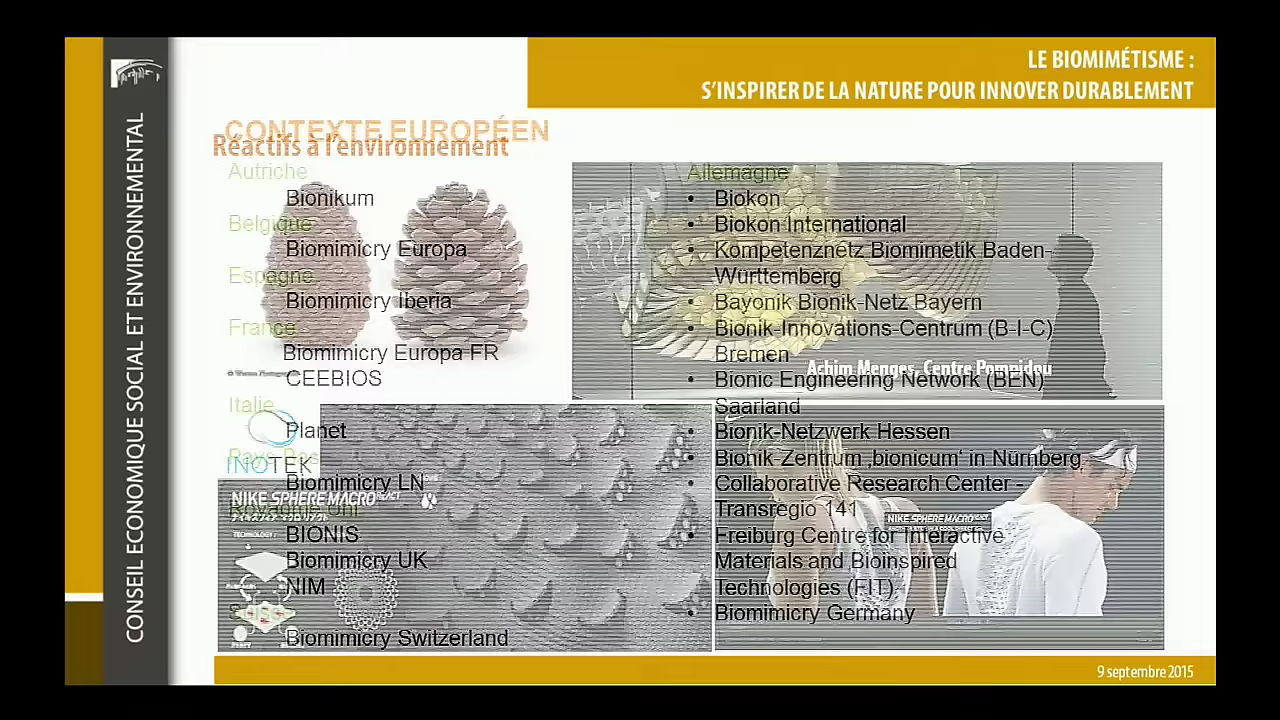 LE BIOMIMÉTISME :
S'INSPIRER DE LA NATURE POUR INNOVER DURABLEMENT
CONSEIL ECONOMIQUE SOCIAL ET ENVIRONNEMENTAL
CONTEXTE EUROPÉEN
Réactifs à l'environnement
Autriche
Bionikum
Belgique
Biomimicry Europa
Espagne
Biomimicry Iberia
France
Biomimicry Europa FR
CEEBIOS
Italie
Planet
Pays-Bas
INOTEK
Biomimicry LN
NIKE SPHERE MACRO REACT
Royaume Uni
TECHNOLOGY :
BIONIS
Biomimicry UK
NIM
Suisse
Biomimicry Switzerland
Allemagne
• Biokon
• Biokon International
• Kompetenznetz Biomimetik Baden-
Württemberg
• Bayonik Bionik-Netz Bayern
• Bionik-Innovations-Centrum (B-I-C)
Bremen
Achim Menges, Centre Pompidou
• Bionic Engineering Network (BEN)
Saarland
• Bionik-Netzwerk Hessen
• Bionik-Zentrum ‚bionicum‘ in Nürnberg
• Collaborative Research Center -
Transregio 141
NIKE SPHERE MACRO REACT
• Freiburg Centre for Interactive
Materials and Bioinspired
Technologies (FIT)
• Biomimicry Germany
9 septembre 2015